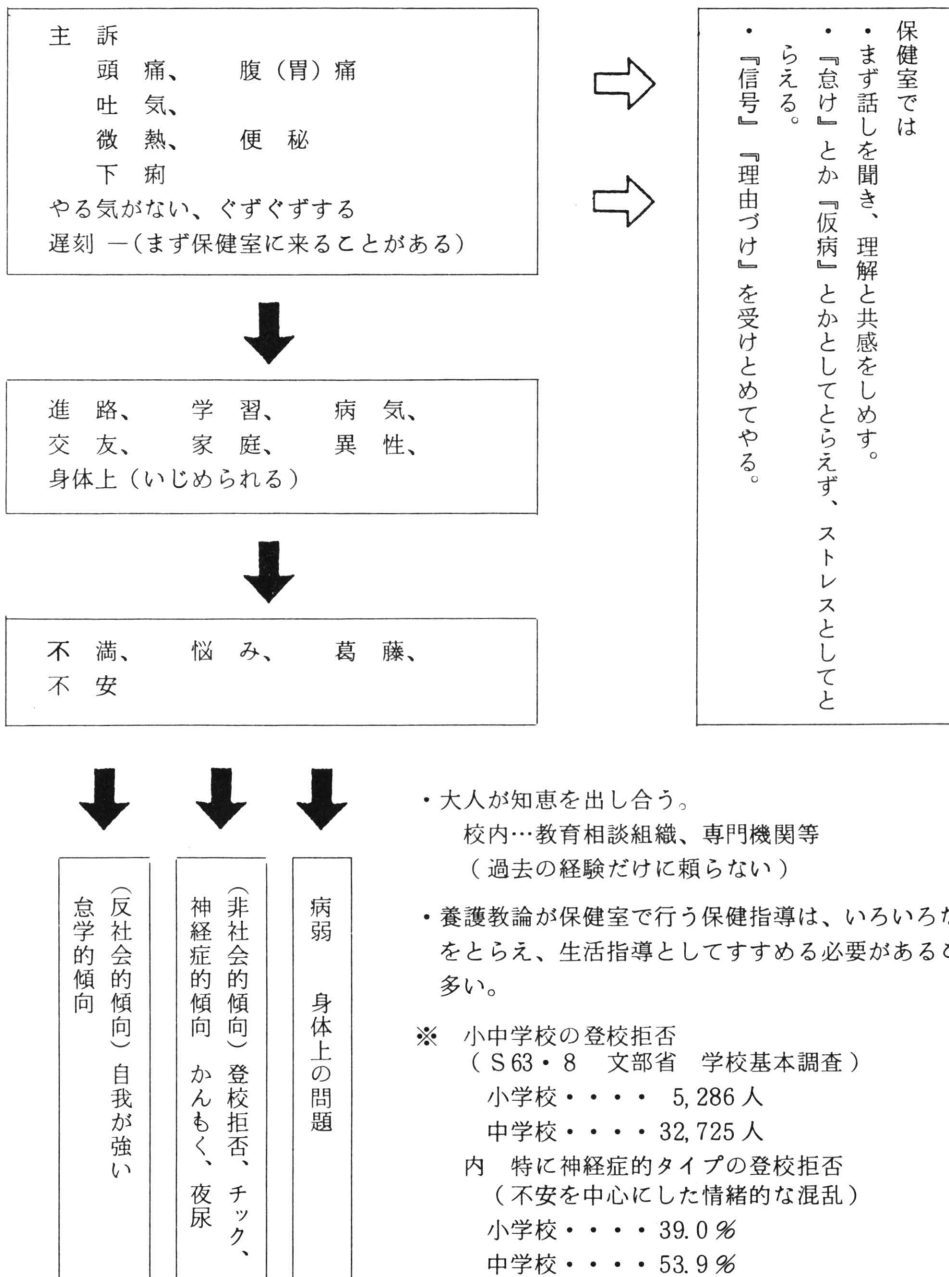 主 訴
頭 痛、 腹（胃）痛
吐 気、
微 熱、 便 秘
下 痢
やる気がない、ぐずぐずする
遅刻 ―（まず保健室に来ることがある）
保健室では
・まず話しを聞き、理解と共感をしめす。
・『怠け』とか『仮病』とかとしてとらえず、ストレスとしてと
らえる。
・『信号』『理由づけ』を受けとめてやる。
進 路、 学 習、 病 気、
交 友、 家 庭、 異 性、
身体上（いじめられる）
不 満、 悩 み、 葛 藤、
不 安
病弱 身体上の問題
（非社会的傾向）登校拒否、チック、
神経症的傾向 かんもく、夜尿
（反社会的傾向）自我が強い
怠学的傾向
・大人が知恵を出し合う。
校内…教育相談組織、専門機関等
（過去の経験だけに頼らない）
・養護教諭が保健室で行う保健指導は、いろいろ
をとらえ、生活指導としてすすめる必要がある
多い。
※ 小中学校の登校拒否
（S63・8 文部省 学校基本調査）
小学校・・・・ 5,286人
中学校・・・・ 32,725人
内 特に神経症的タイプの登校拒否
（不安を中心にした情緒的な混乱）
小学校・・・・ 39.0％
中学校・・・・ 53.9％